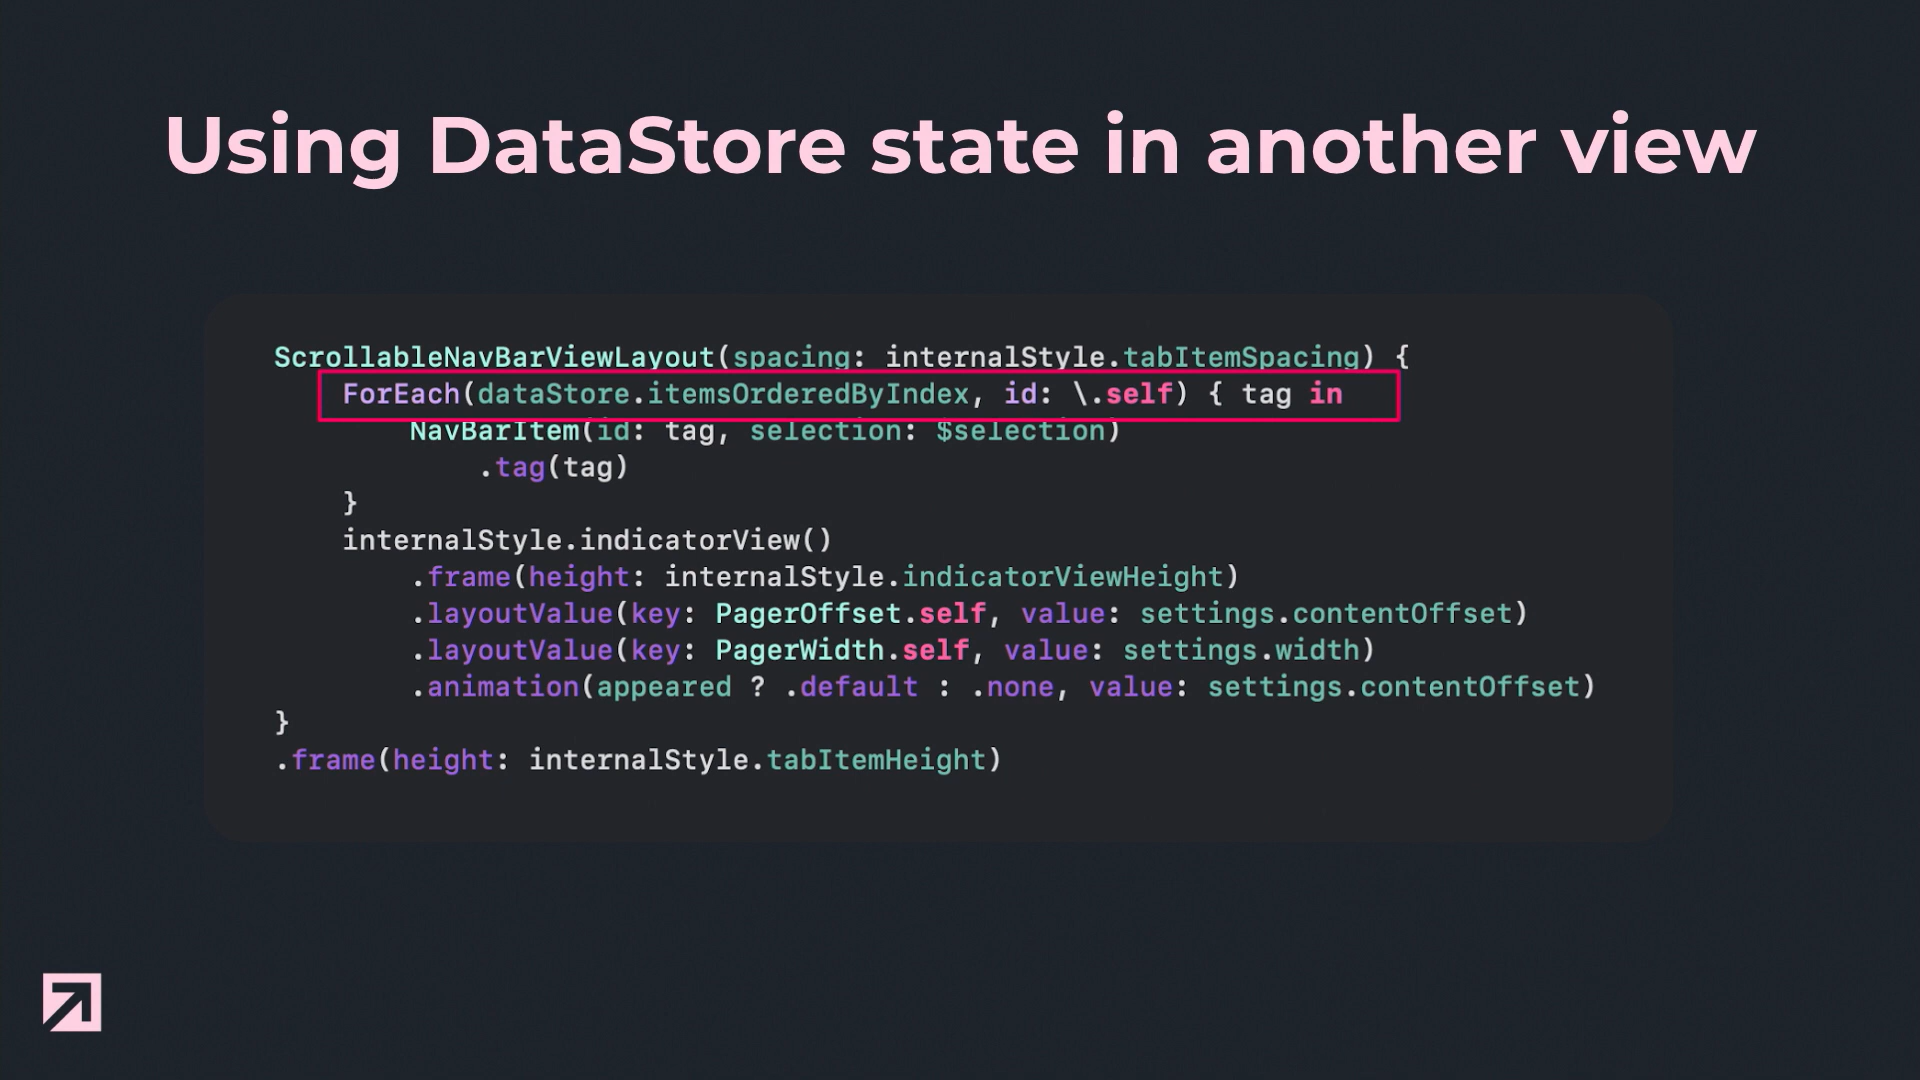 Using DataStore state in another view
ScrollableNavBarViewLayout(spacing: internalStyle.tabItemSpacing) {
    ForEach(dataStore.itemsOrderedByIndex, id: \.self) { tag in
        NavBarItem(id: tag, selection: $selection)
            .tag(tag)
    }
    internalStyle.indicatorView()
        .frame(height: internalStyle.indicatorViewHeight)
        .layoutValue(key: PagerOffset.self, value: settings.contentOffset)
        .layoutValue(key: PagerWidth.self, value: settings.width)
        .animation(appeared ? .default : .none, value: settings.contentOffset)
}
.frame(height: internalStyle.tabItemHeight)